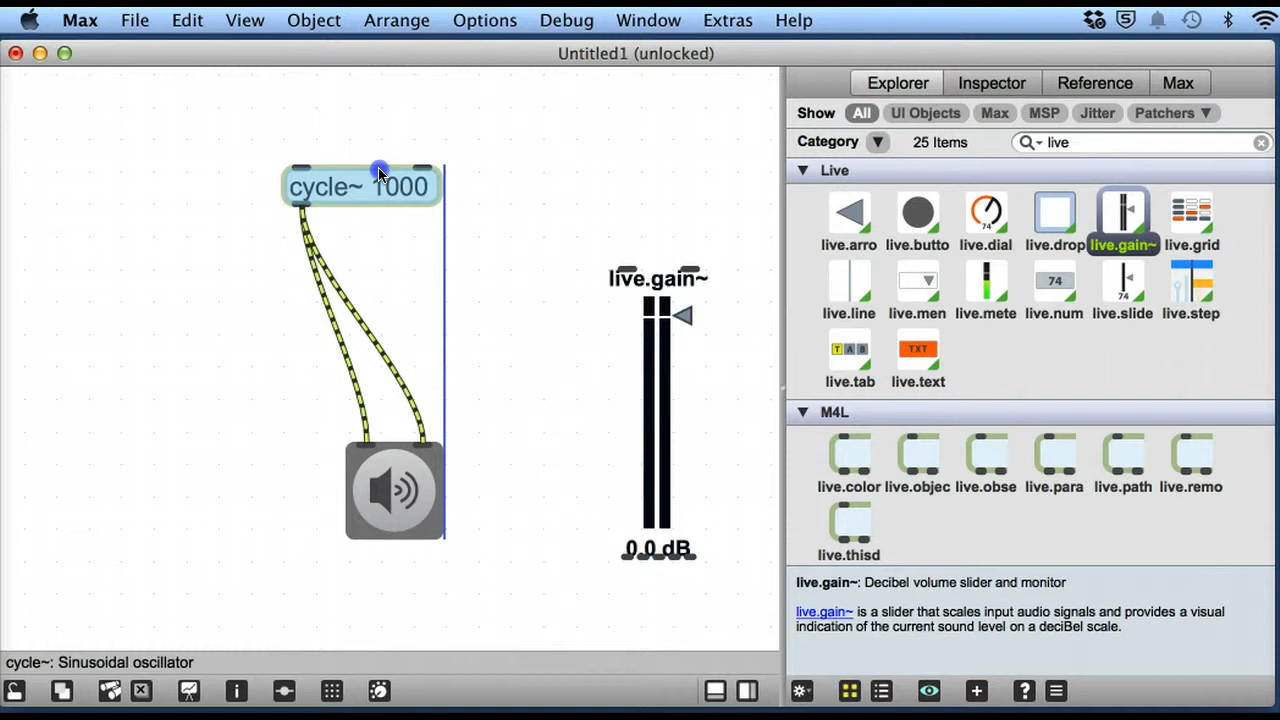 Max File Edit View Object Arrange Options Debug Window Extras Help
Untitled1 (unlocked)
Explorer Inspector Reference Max
Show All UI Objects Max MSP Jitter Patchers ▼
Category ▼ 25 Items live
Live
live.arro live.butto live.dial live.drop live.gain~ live.grid
live.line live.men live.mete live.num live.slide live.step
live.tab live.text
74
74
74
T A B
TXT
M4L
live.color live.objec live.obse live.para live.path live.remo
live.thisd
live.gain~: Decibel volume slider and monitor
live.gain~ is a slider that scales input audio signals and provides a visual
indication of the current sound level on a deciBel scale.
cycle~ 1000
live.gain~
0.0 dB
cycle~: Sinusoidal oscillator